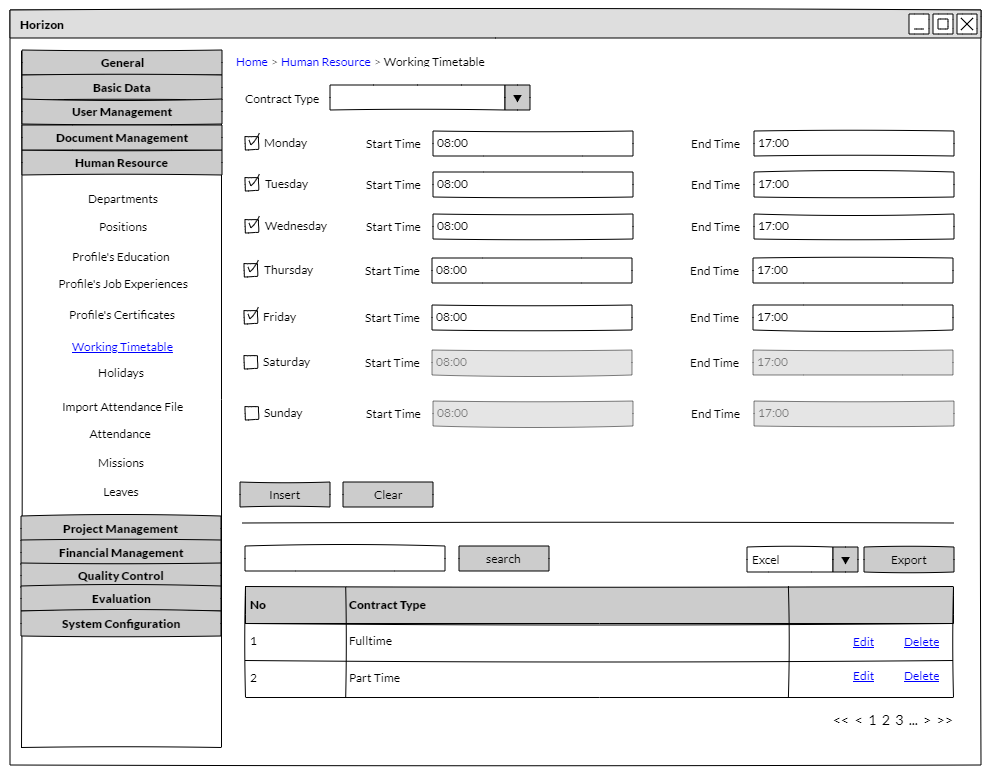 Horizon
General
Basic Data
User Management
Document Management
Human Resource
Departments
Positions
Profile's Education
Profile's Job Experiences
Profile's Certificates
Working Timetable
Holidays
Import Attendance File
Attendance
Missions
Leaves
Project Management
Financial Management
Quality Control
Evaluation
System Configuration
Home > Human Resource > Working Timetable
Contract Type
Monday Start Time 08:00 End Time 17:00
Tuesday Start Time 08:00 End Time 17:00
Wednesday Start Time 08:00 End Time 17:00
Thursday Start Time 08:00 End Time 17:00
Friday Start Time 08:00 End Time 17:00
Saturday Start Time 08:00 End Time 17:00
Sunday Start Time 08:00 End Time 17:00
Insert Clear
search Excel Export
No Contract Type
1 Fulltime Edit Delete
2 Part Time Edit Delete
<< < 1 2 3 ... > >>